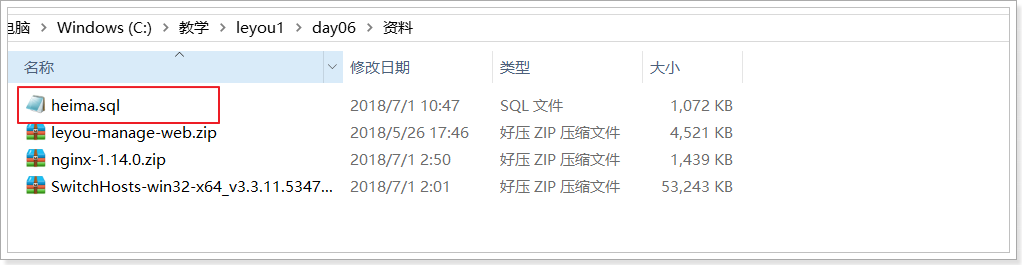 电脑 > Windows (C:) > 教学 > leyou1 > day06 > 资料
名称 修改日期 类型 大小
heima.sql 2018/7/1 10:47 SQL 文件 1,072 KB
leyou-manage-web.zip 2018/5/26 17:46 好压 ZIP 压缩文件 4,521 KB
nginx-1.14.0.zip 2018/7/1 2:50 好压 ZIP 压缩文件 1,439 KB
SwitchHosts-win32-x64_v3.3.11.5347... 2018/7/1 2:01 好压 ZIP 压缩文件 53,243 KB